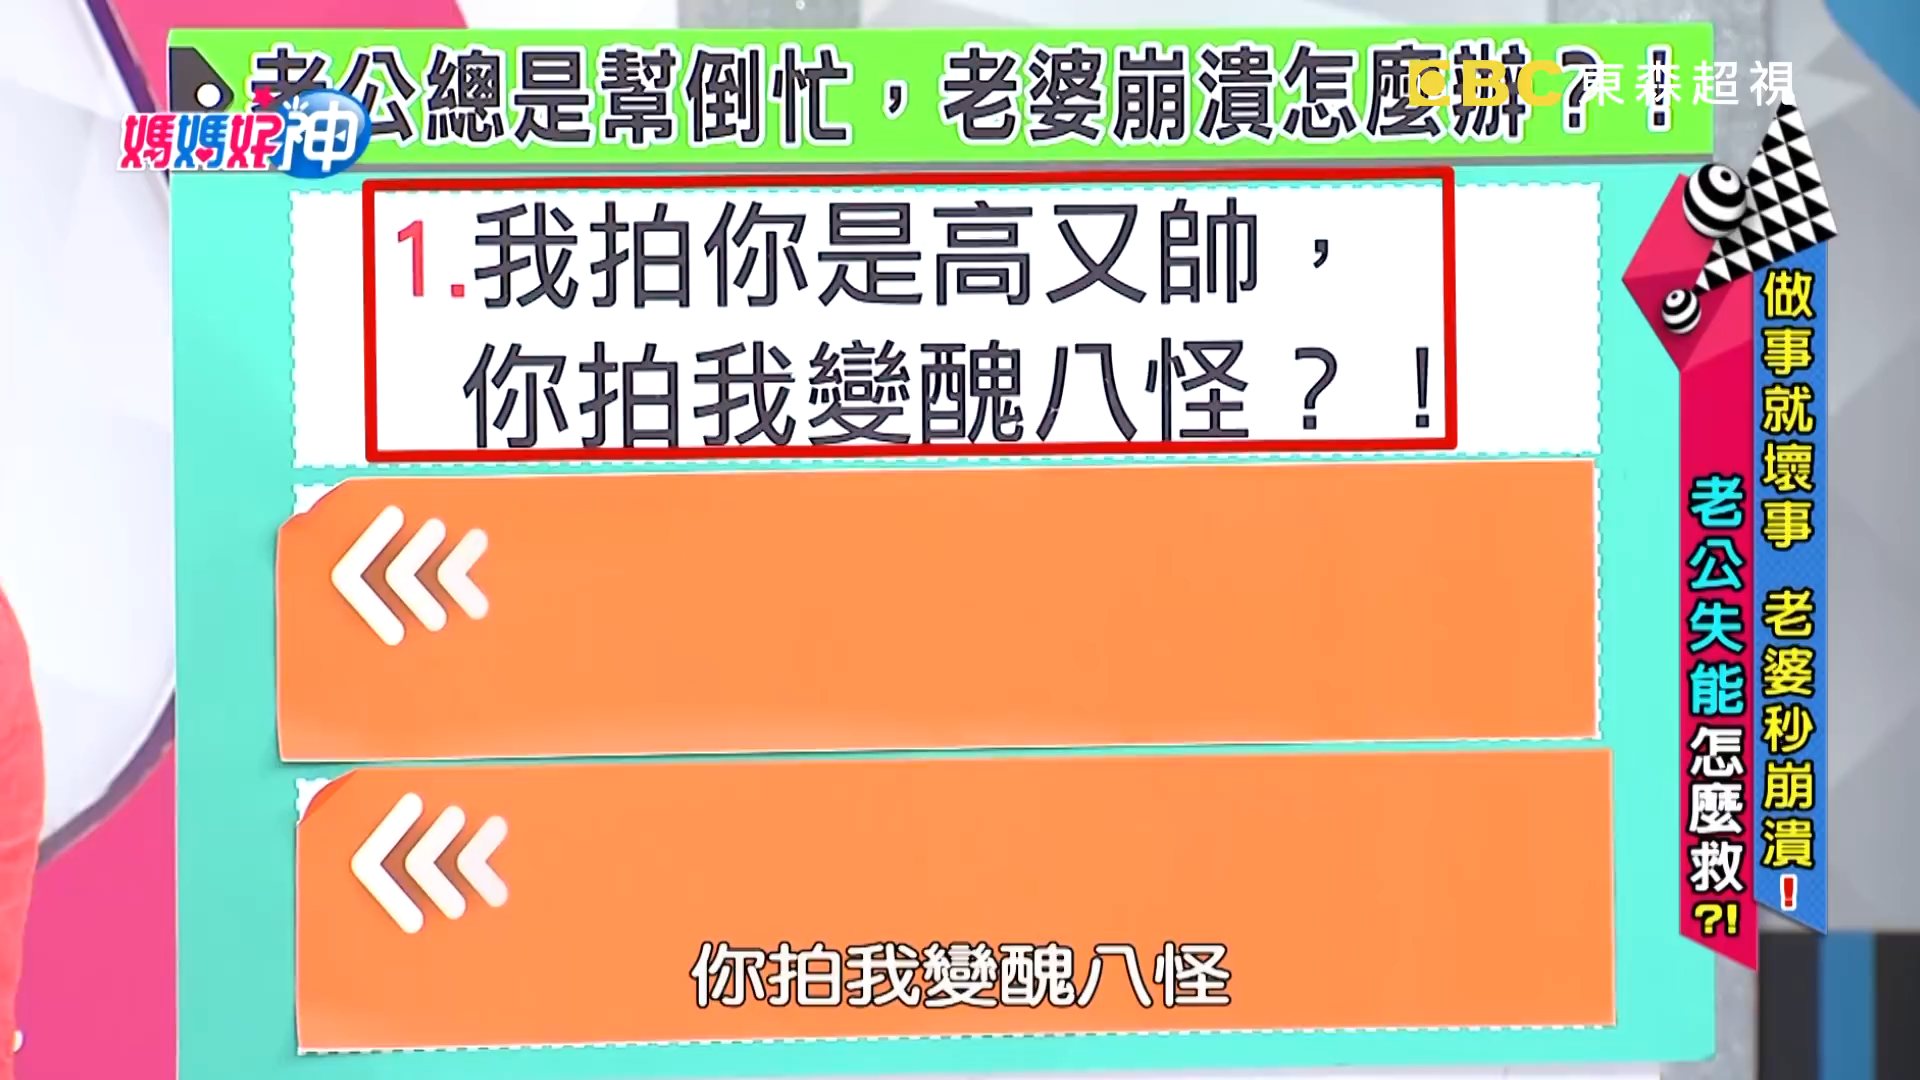 老公總是幫倒忙，老婆崩潰怎麼辦？！
EBC 東森超視
媽媽好神
1.我拍你是高又帥，
你拍我變醜八怪？！
做事就壞事 老婆秒崩潰！
老公失能怎麼救?!
你拍我變醜八怪